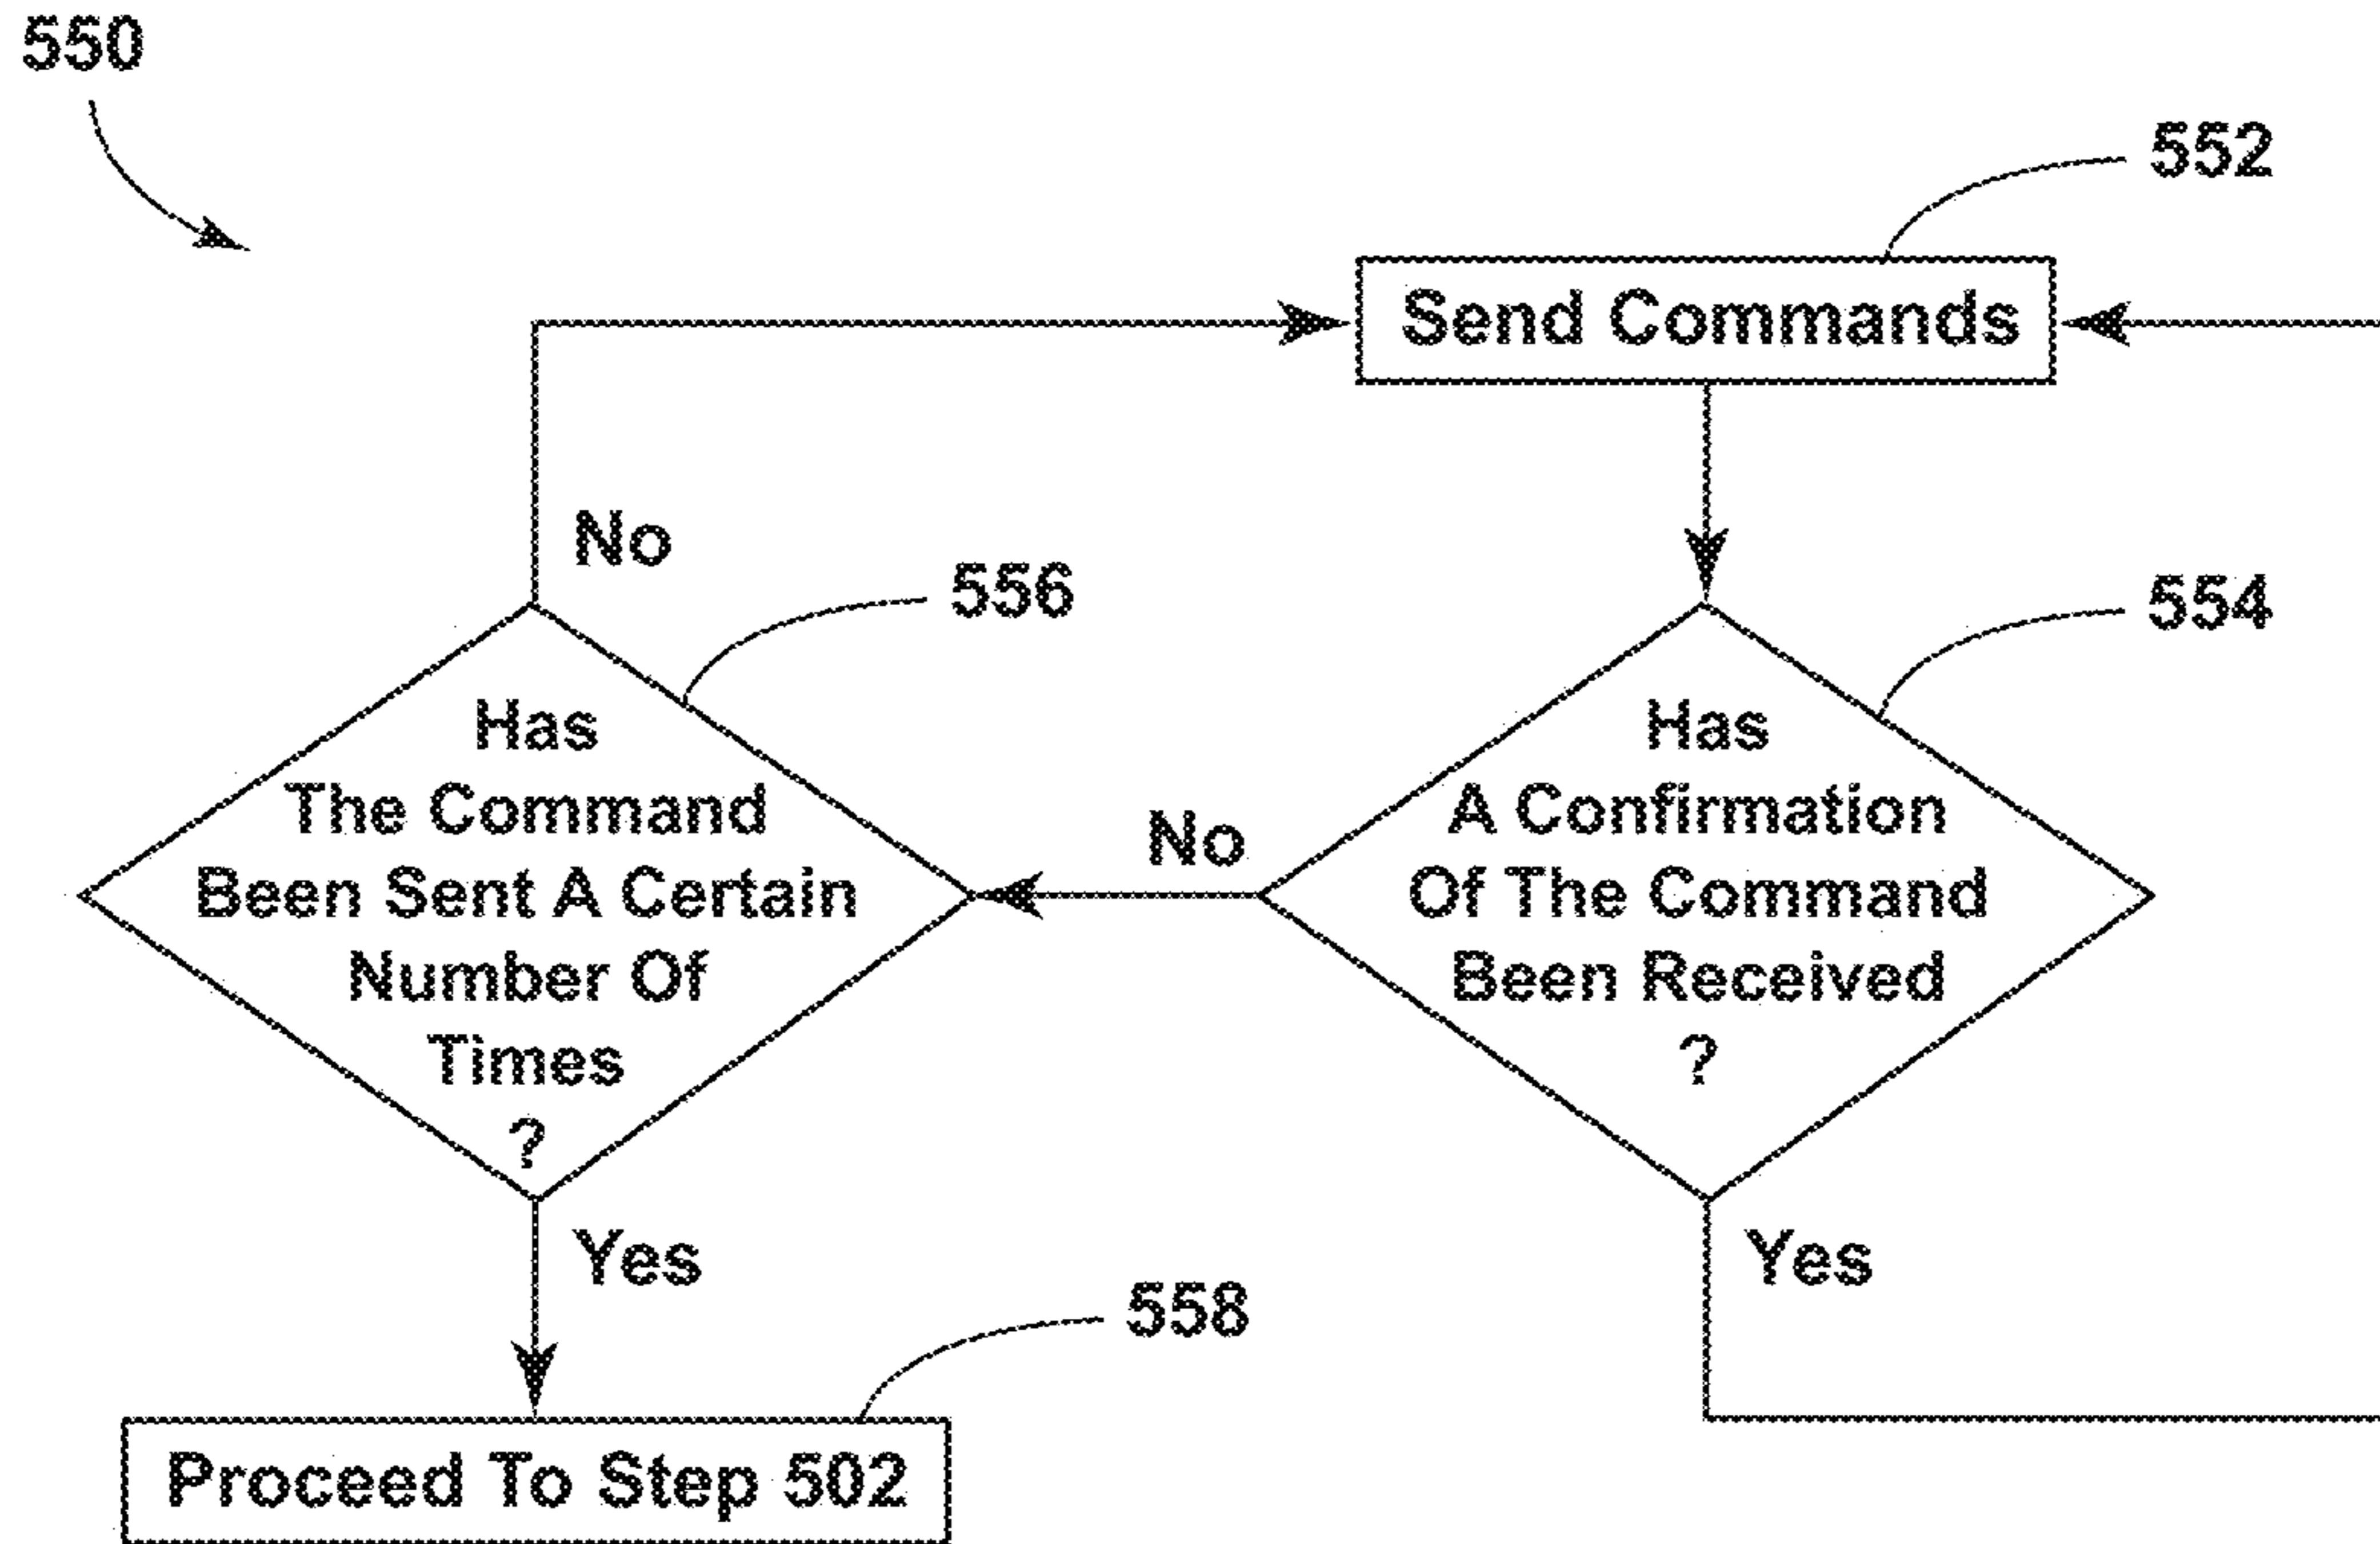 550
552
Send Commands
No
556
554
Has
The Command
Been Sent A Certain
Number Of
Times
?
No
Has
A Confirmation
Of The Command
Been Received
?
Yes
Yes
558
Proceed To Step 502